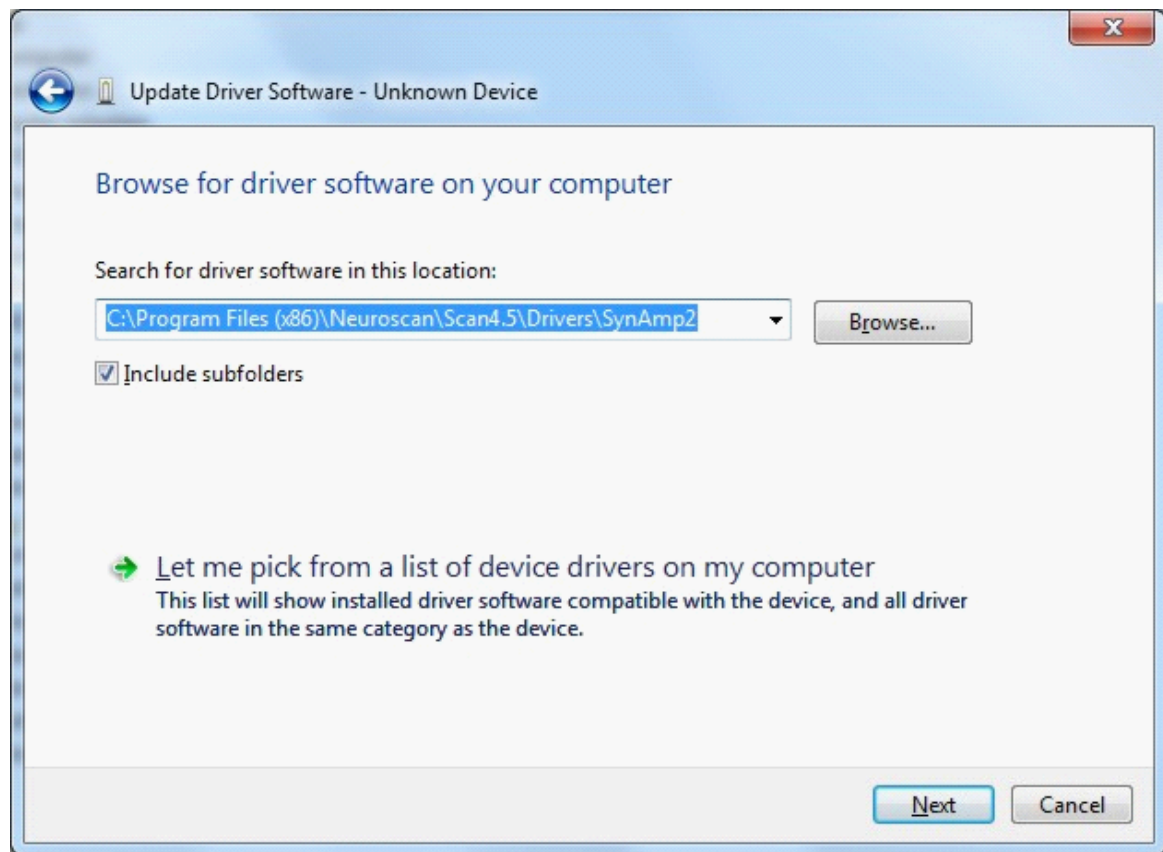 Update Driver Software - Unknown Device
Browse for driver software on your computer
Search for driver software in this location:
C:\Program Files (x86)\Neuroscan\Scan4.5\Drivers\SynAmp2
Browse...
Include subfolders
Let me pick from a list of device drivers on my computer
This list will show installed driver software compatible with the device, and all driver
software in the same category as the device.
Next
Cancel